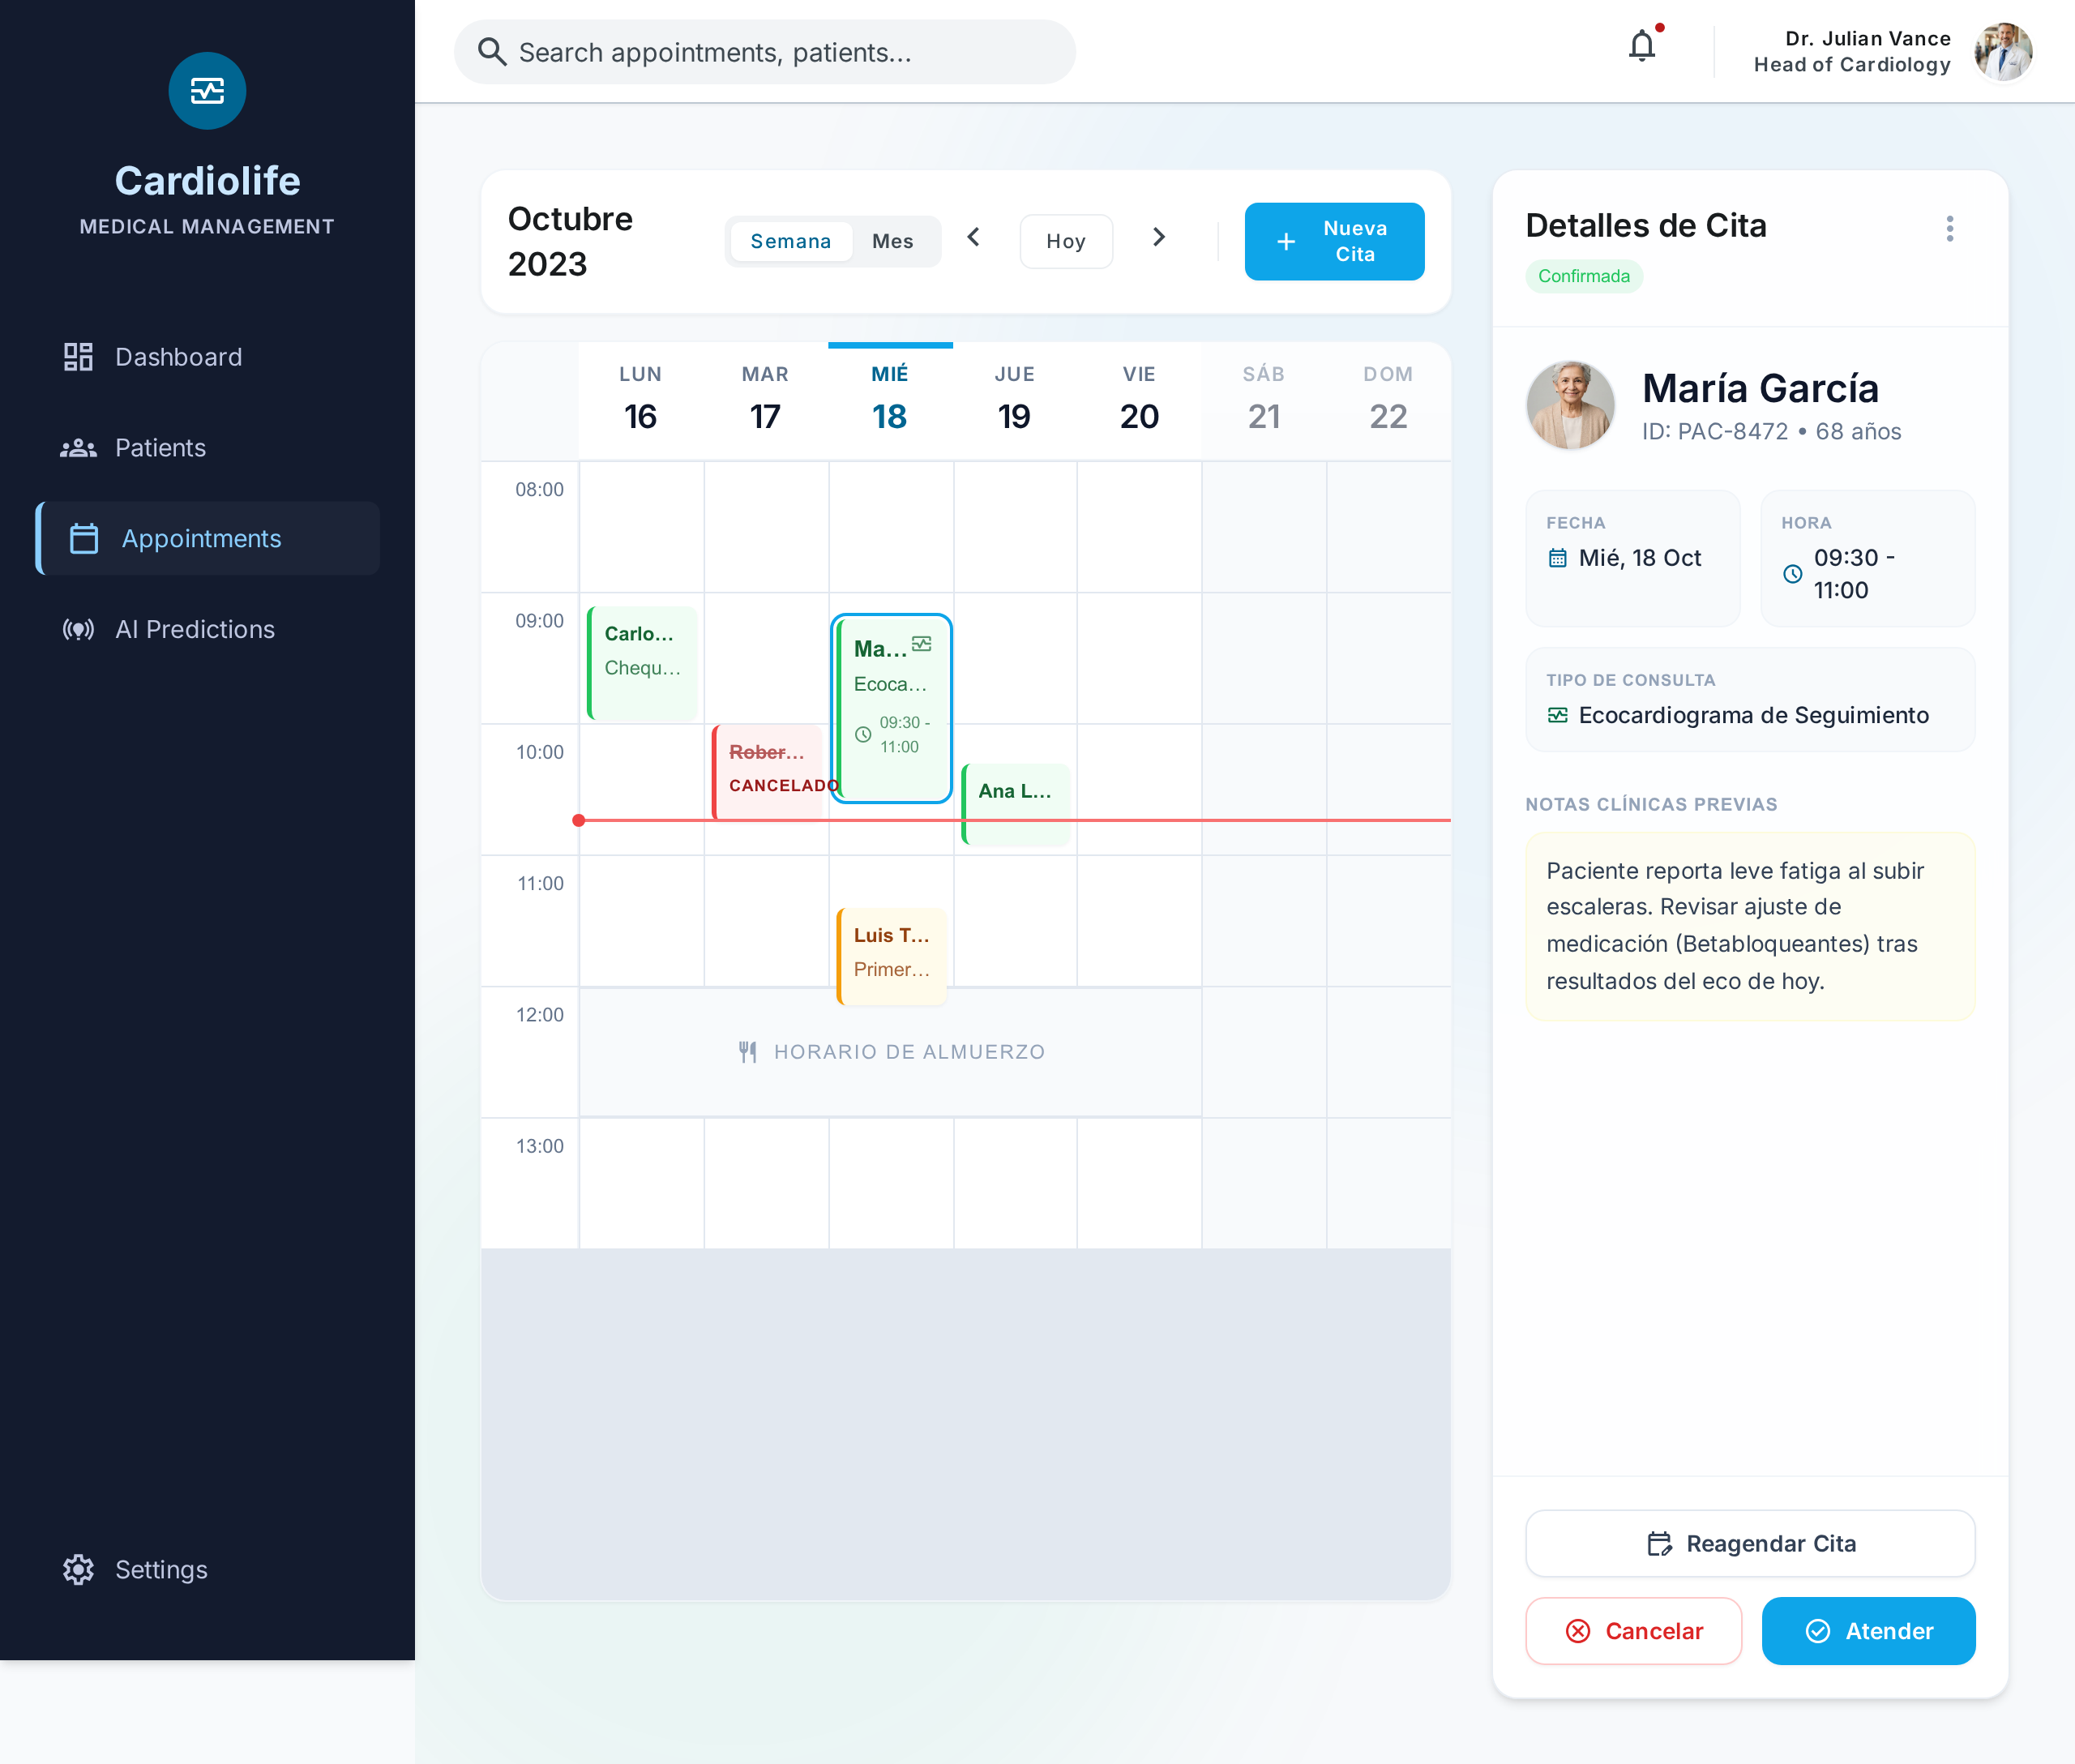 Cardiolife
MEDICAL MANAGEMENT
Dashboard
Patients
Appointments
AI Predictions
Settings
Search appointments, patients...
Dr. Julian Vance
Head of Cardiology
Octubre
2023
Semana
Mes
Hoy
Nueva
Cita
LUN
16
MAR
17
MIÉ
18
JUE
19
VIE
20
SÁB
21
DOM
22
08:00
09:00
10:00
11:00
12:00
13:00
Carlo...
Chequ...
Rober...
CANCELADO
Ma...
Ecoca...
09:30 -
11:00
Ana L...
Luis T...
Primer...
HORARIO DE ALMUERZO
Detalles de Cita
Confirmada
María García
ID: PAC-8472 • 68 años
FECHA
Mié, 18 Oct
HORA
09:30 -
11:00
TIPO DE CONSULTA
Ecocardiograma de Seguimiento
NOTAS CLÍNICAS PREVIAS
Paciente reporta leve fatiga al subir
escaleras. Revisar ajuste de
medicación (Betabloqueantes) tras
resultados del eco de hoy.
Reagendar Cita
Cancelar
Atender